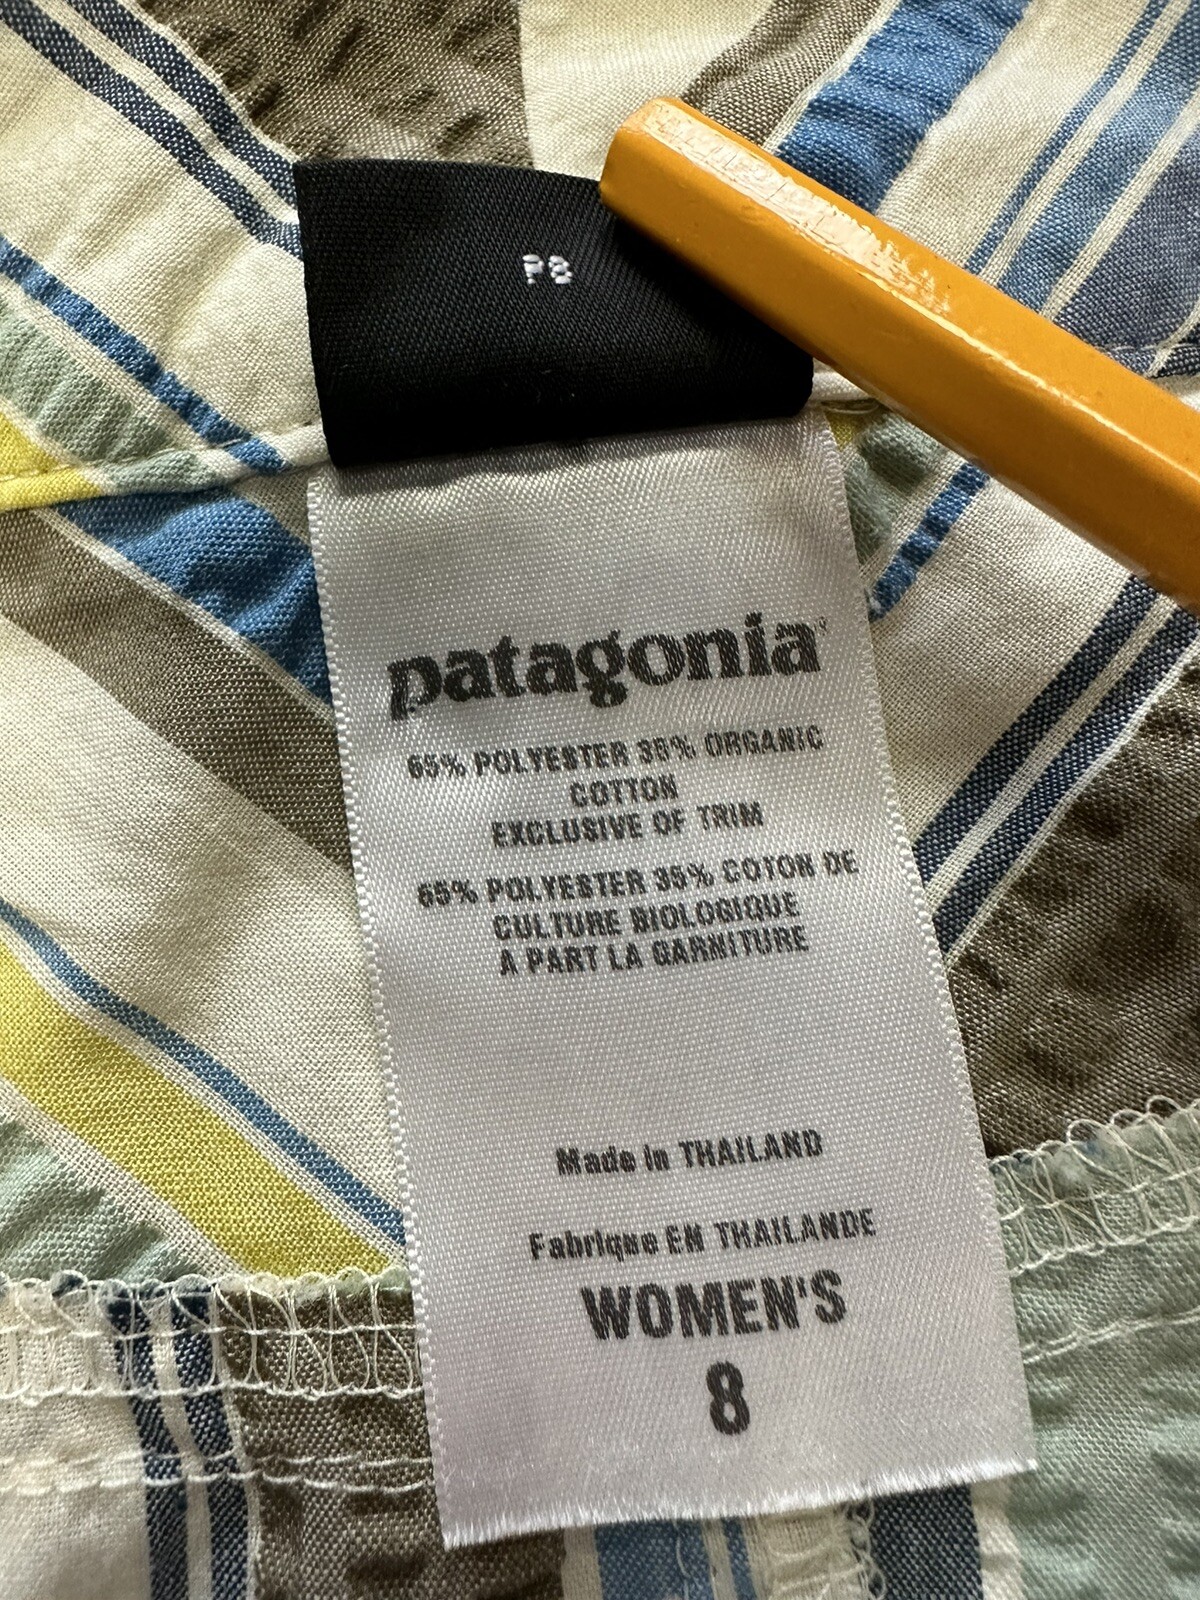 P8
patagonia®
65% POLYESTER 35% ORGANIC
COTTON
EXCLUSIVE OF TRIM
65% POLYESTER 35% COTON DE
CULTURE BIOLOGIQUE
A PART LA GARNITURE
Made in THAILAND
Fabrique EN THAILANDE
WOMEN'S
8